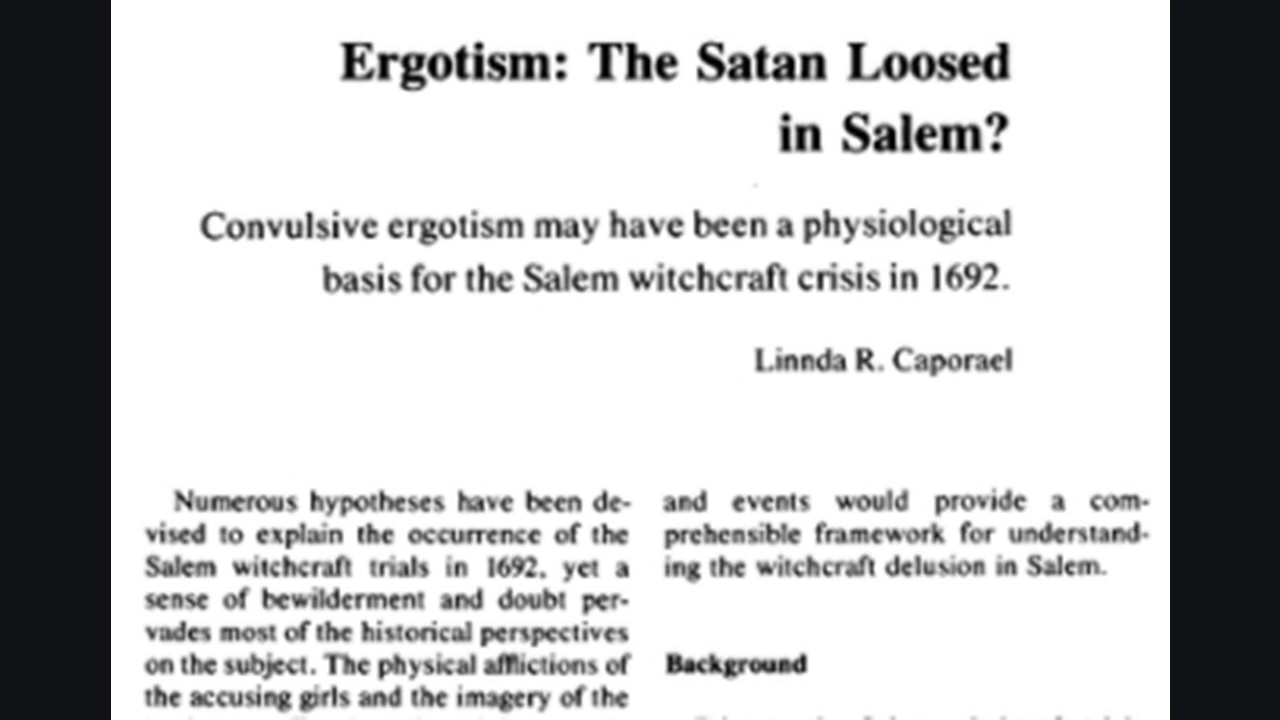 Ergotism: The Satan Loosed
in Salem?
Convulsive ergotism may have been a physiological
basis for the Salem witchcraft crisis in 1692.
Linnda R. Caporael
Numerous hypotheses have been de-
vised to explain the occurrence of the
Salem witchcraft trials in 1692, yet a
sense of bewilderment and doubt per-
vades most of the historical perspectives
on the subject. The physical afflictions of
the accusing girls and the imagery of the
and events would provide a com-
prehensible framework for understand-
ing the witchcraft delusion in Salem.
Background